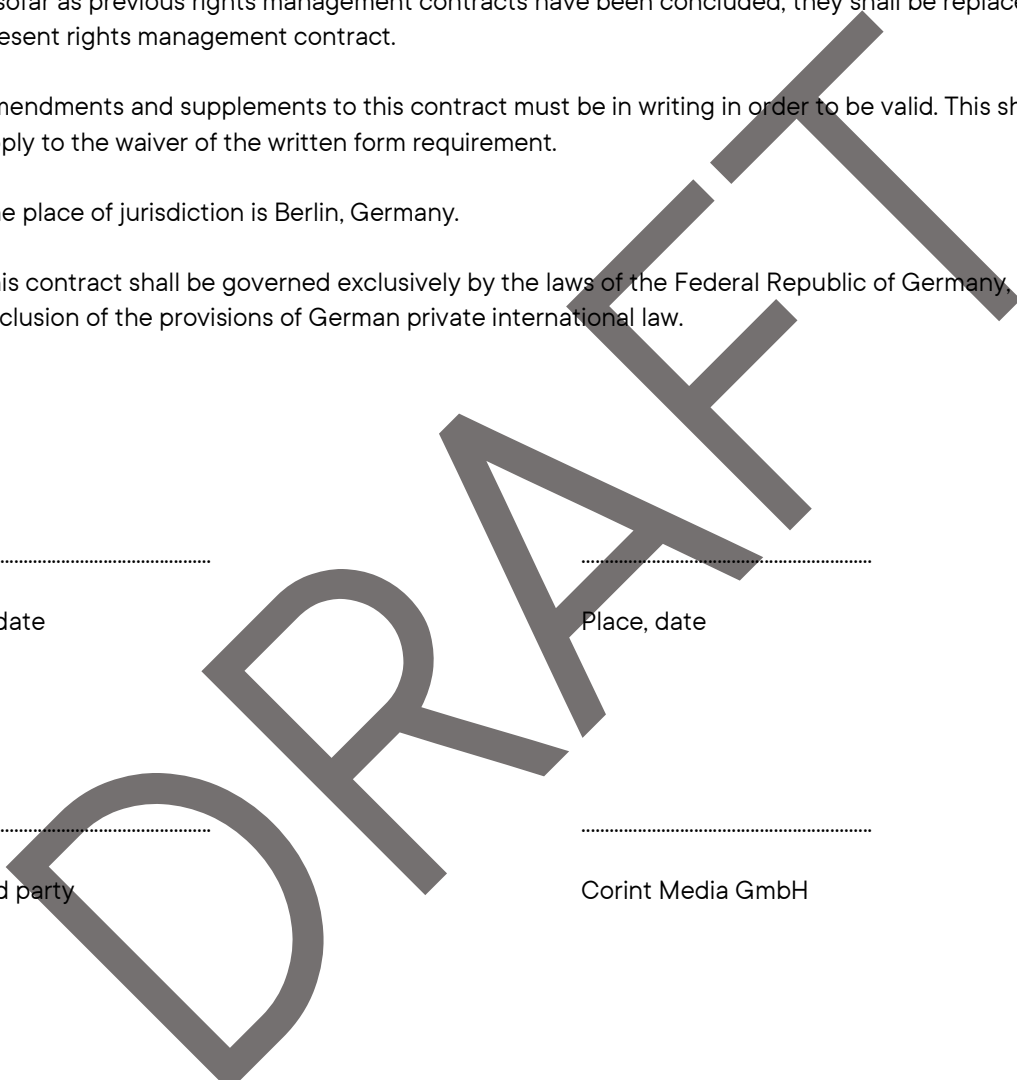 sofar as previous rights management contracts have been concluded, they shall be replace
esent rights management contract.
mendments and supplements to this contract must be in writing in order to be valid. This sh
ply to the waiver of the written form requirement.
e place of jurisdiction is Berlin, Germany.
is contract shall be governed exclusively by the laws of the Federal Republic of Germany,
clusion of the provisions of German private international law.
DRAFT
date Place, date
d party Corint Media GmbH